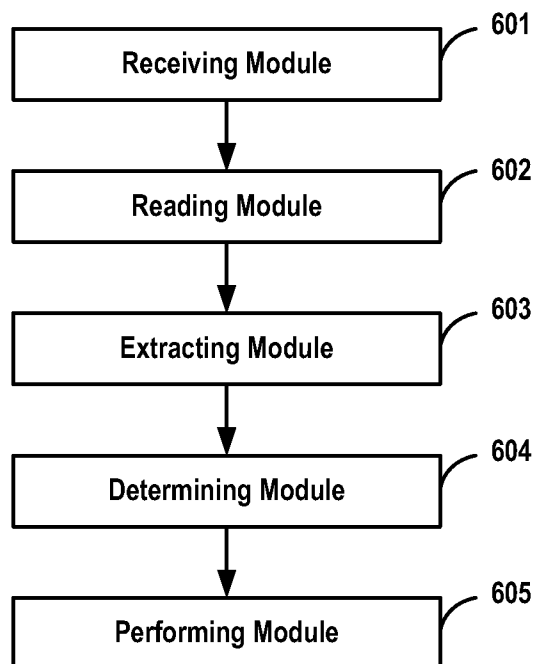 601
Receiving Module
602
Reading Module
603
Extracting Module
604
Determining Module
605
Performing Module